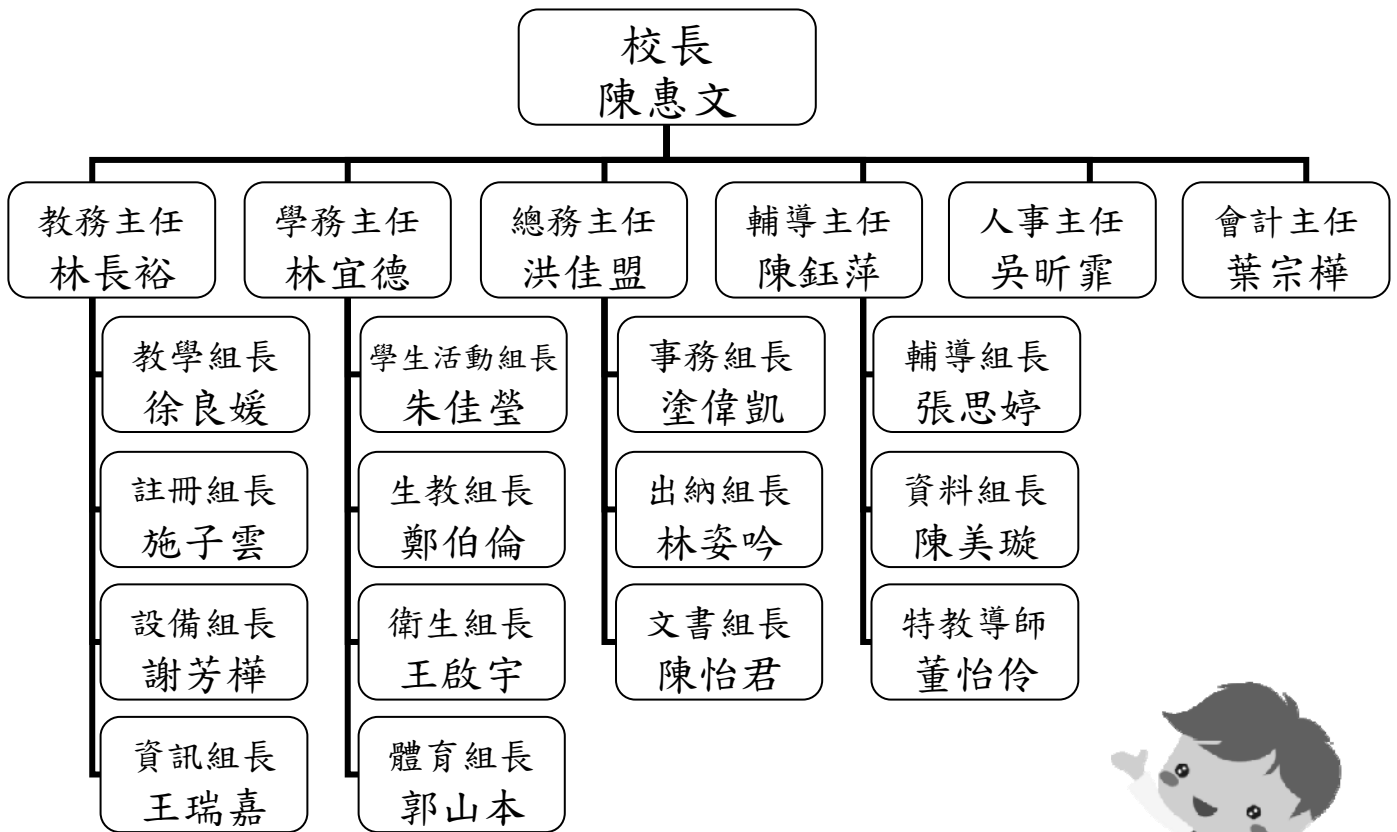 校長
陳惠文
教務主任
林長裕
學務主任
林宜德
總務主任
洪佳盟
輔導主任
陳鈺萍
人事主任
吳昕霏
會計主任
葉宗樺
教學組長
徐良媛
學生活動組長
朱佳瑩
事務組長
塗偉凱
輔導組長
張思婷
註冊組長
施子雲
生教組長
鄭伯倫
出納組長
林姿吟
資料組長
陳美璇
設備組長
謝芳樺
衛生組長
王啟宇
文書組長
陳怡君
特教導師
董怡伶
資訊組長
王瑞嘉
體育組長
郭山本